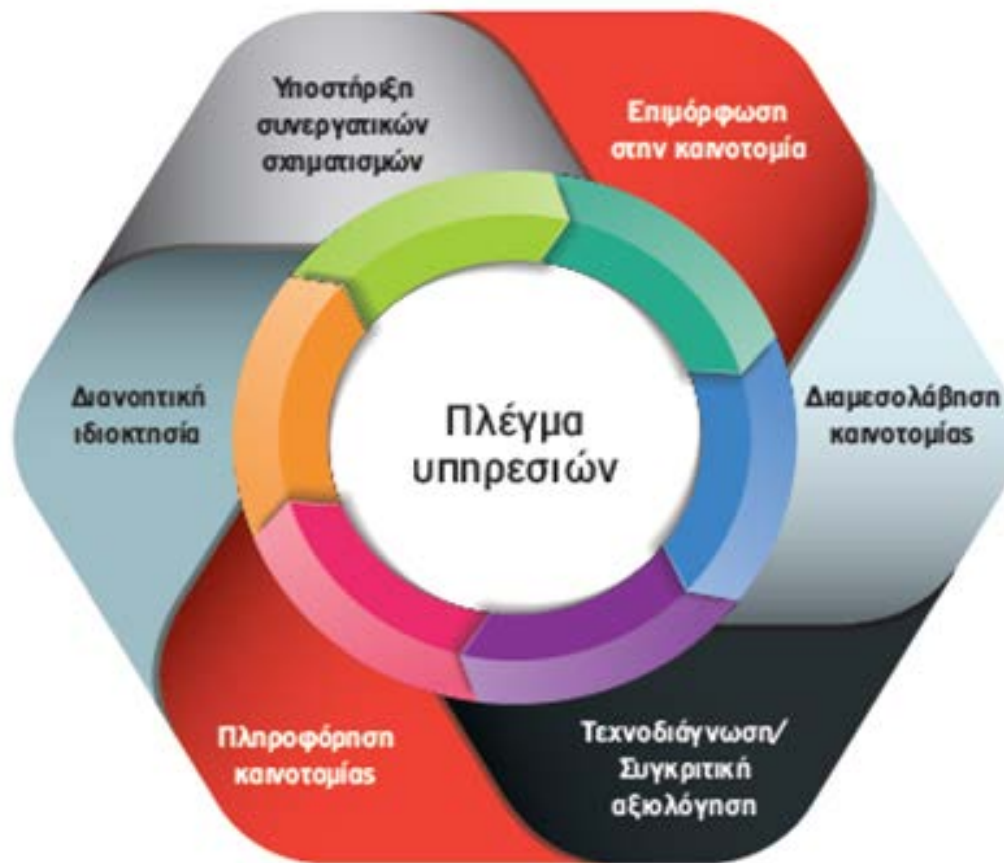 Υποστήριξη
συνεργατικών
σχηματισμών
Επιμόρφωση
στην καινοτομία
Διανοητική
ιδιοκτησία
Πλέγμα
υπηρεσιών
Διαμεσολάβηση
καινοτομίας
Πληροφόρηση
καινοτομίας
Τεχνοδιάγνωση/
Συγκριτική
αξιολόγηση